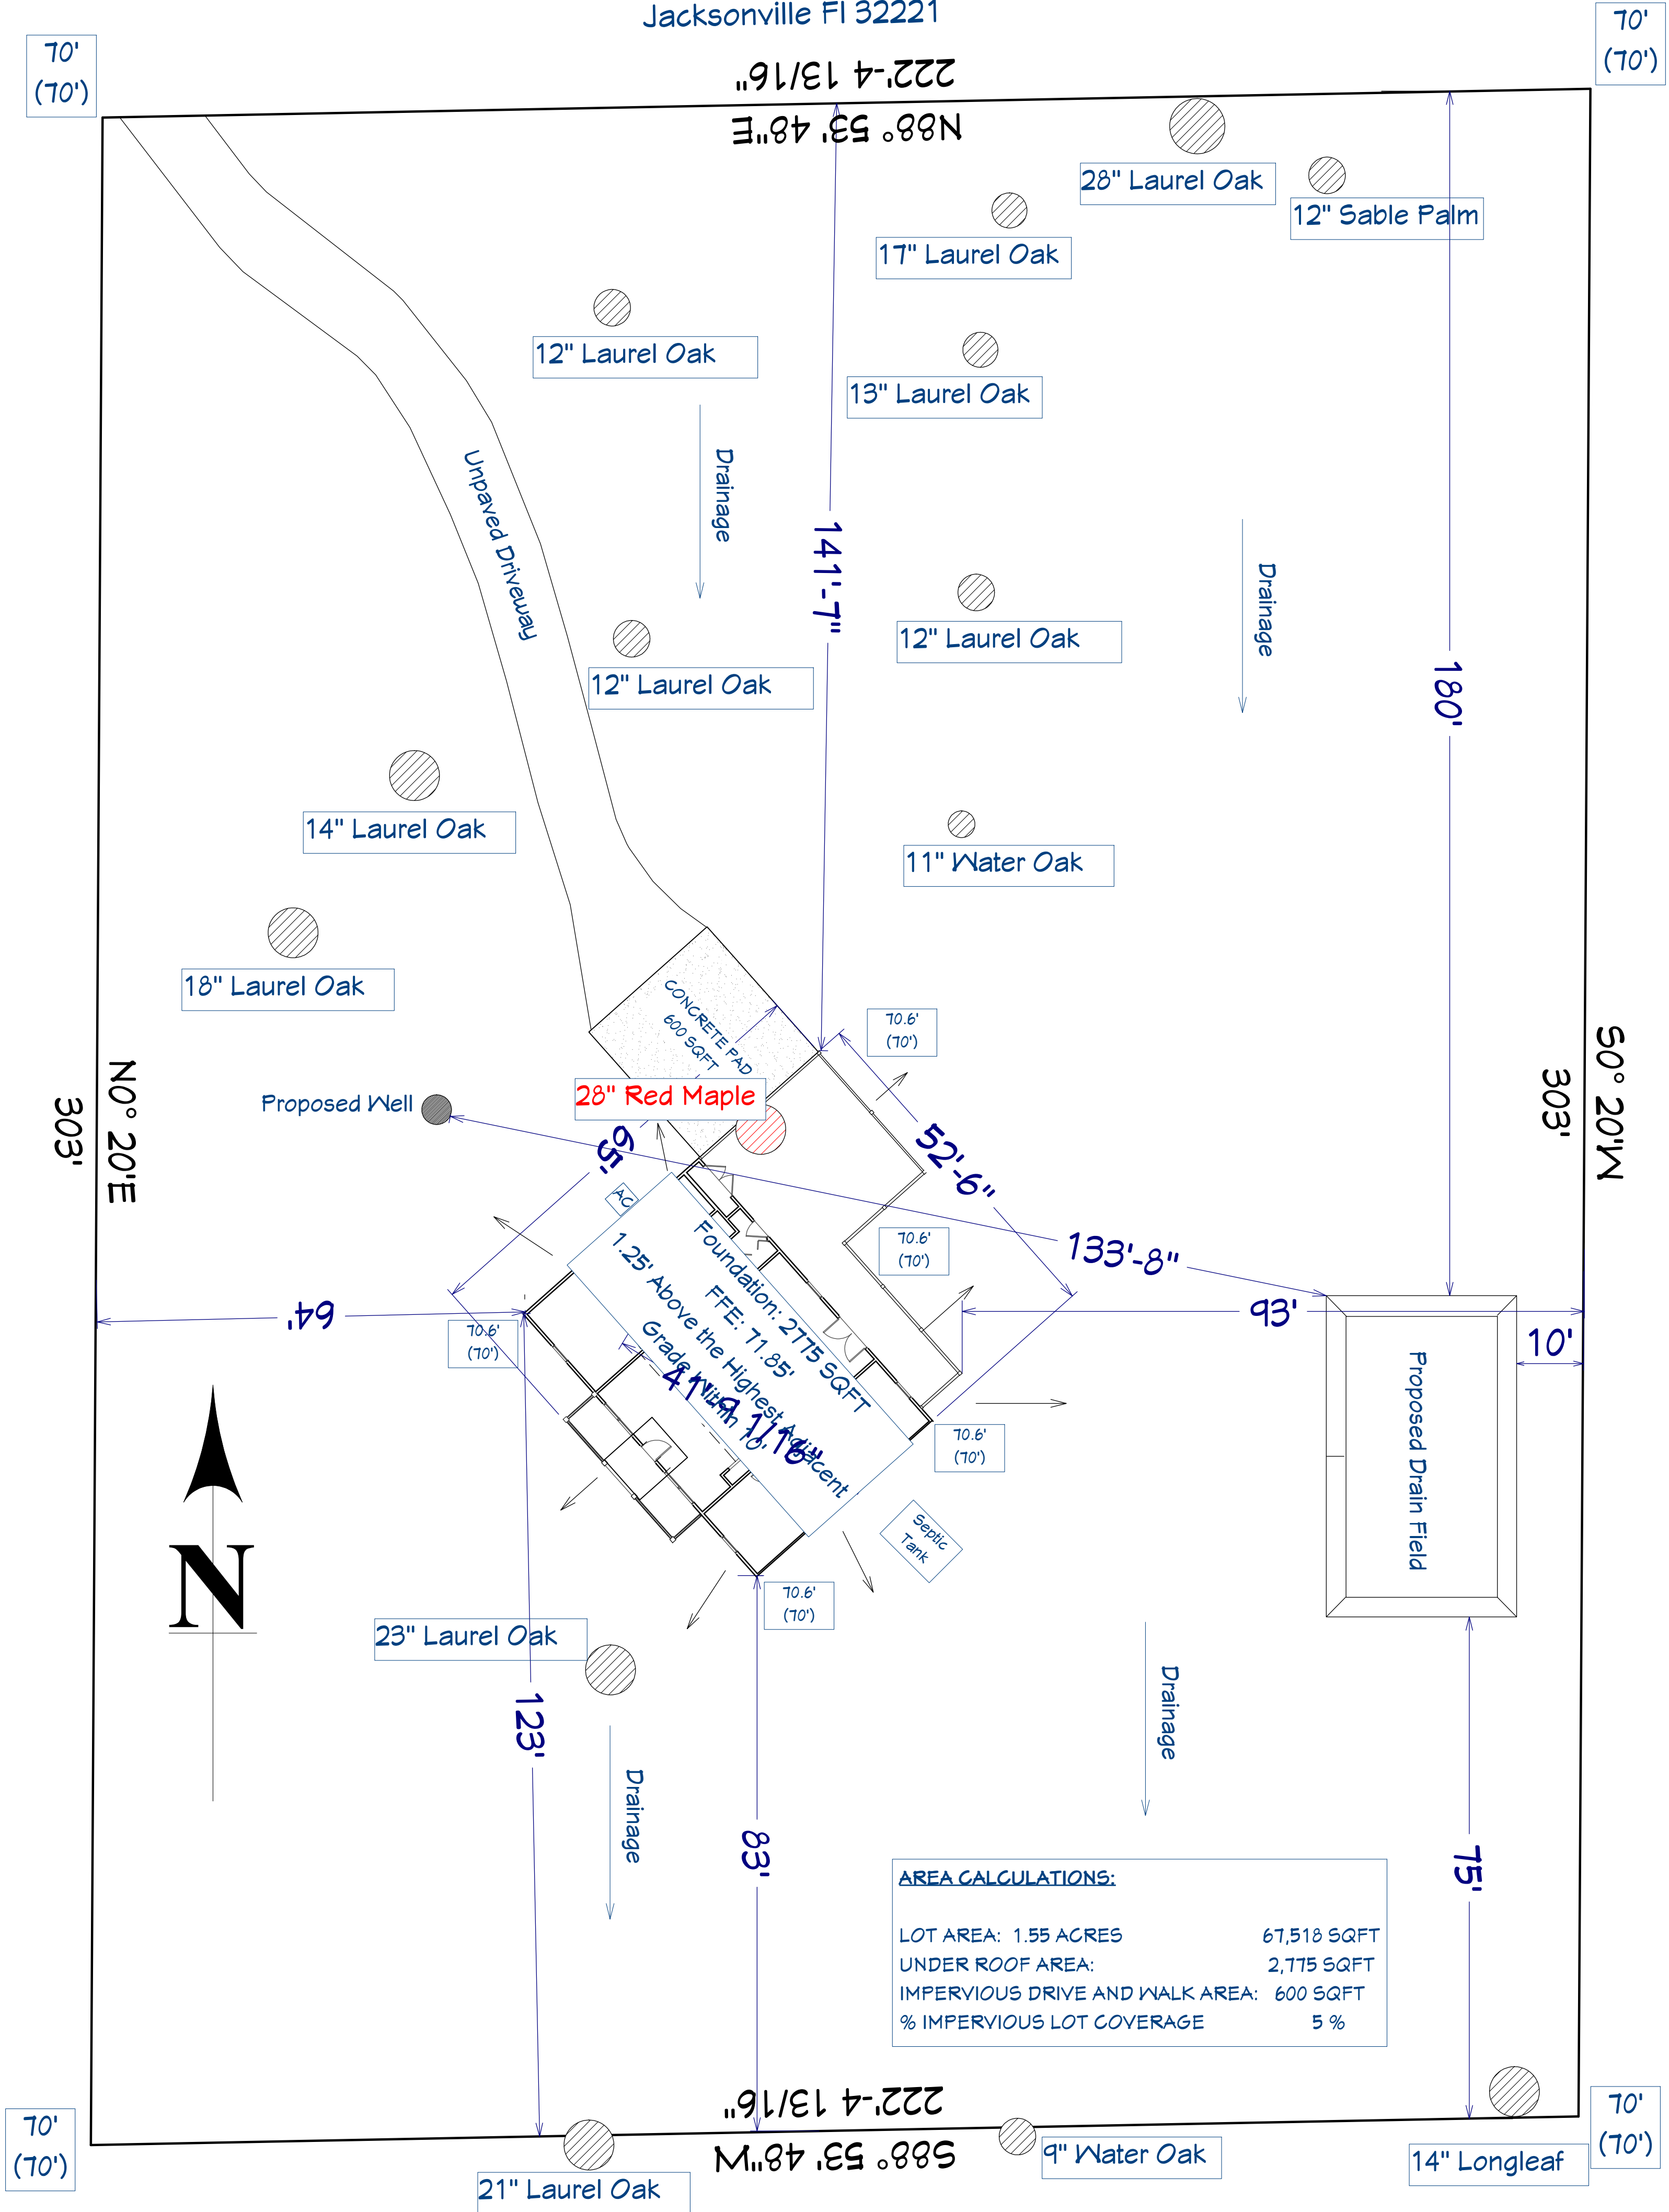 Jacksonville Fl 32221
70'
(70')
70'
(70')
222'-4 13/16"
N88° 53' 48"E
28" Laurel Oak
12" Sable Palm
17" Laurel Oak
12" Laurel Oak
13" Laurel Oak
Drainage
Unpaved Driveway
141'-7"
Drainage
12" Laurel Oak
12" Laurel Oak
180'
14" Laurel Oak
11" Water Oak
18" Laurel Oak
CONCRETE PAD
600 SQFT
70.6'
(70')
N0° 20'E
303'
S0° 20'W
303'
Proposed Well
28" Red Maple
65'
52'-6"
AC
133'-8"
70.6'
(70')
Foundation: 2775 SQFT
FFE: 71.85'
1.25' Above the Highest Adjacent
Grade Within 10'
41'-9 1/16"
64'
93'
10'
70.6'
(70')
70.6'
(70')
Proposed Drain Field
Septic
Tank
N
70.6'
(70')
23" Laurel Oak
123'
Drainage
83'
Drainage
75'
AREA CALCULATIONS:
LOT AREA: 1.55 ACRES 67,518 SQFT
UNDER ROOF AREA: 2,775 SQFT
IMPERVIOUS DRIVE AND WALK AREA: 600 SQFT
% IMPERVIOUS LOT COVERAGE 5 %
222'-4 13/16"
S88° 53' 48"W
70'
(70')
70'
(70')
21" Laurel Oak
9" Water Oak
14" Longleaf